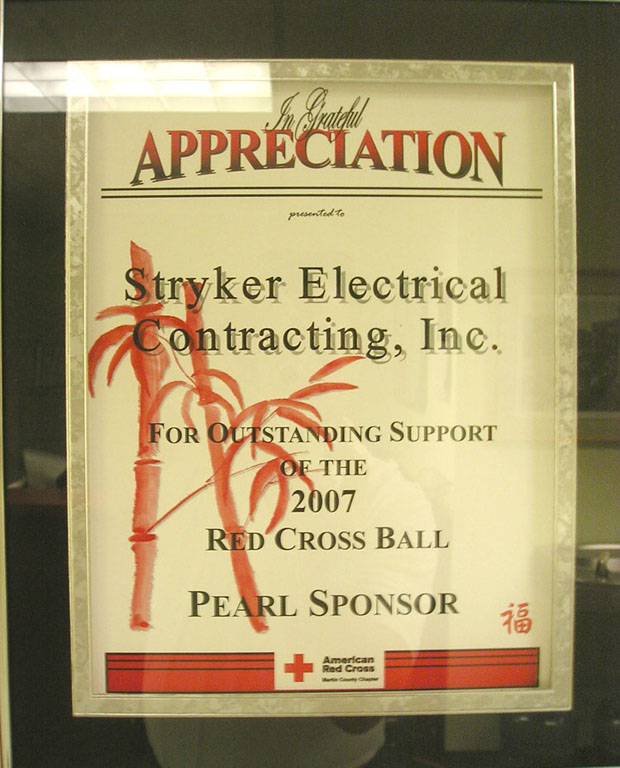 In Grateful
APPRECIATION
presented to
Stryker Electrical
Contracting, Inc.
FOR OUTSTANDING SUPPORT
OF THE
2007
RED CROSS BALL
PEARL SPONSOR
福
American
Red Cross
Martin County Chapter